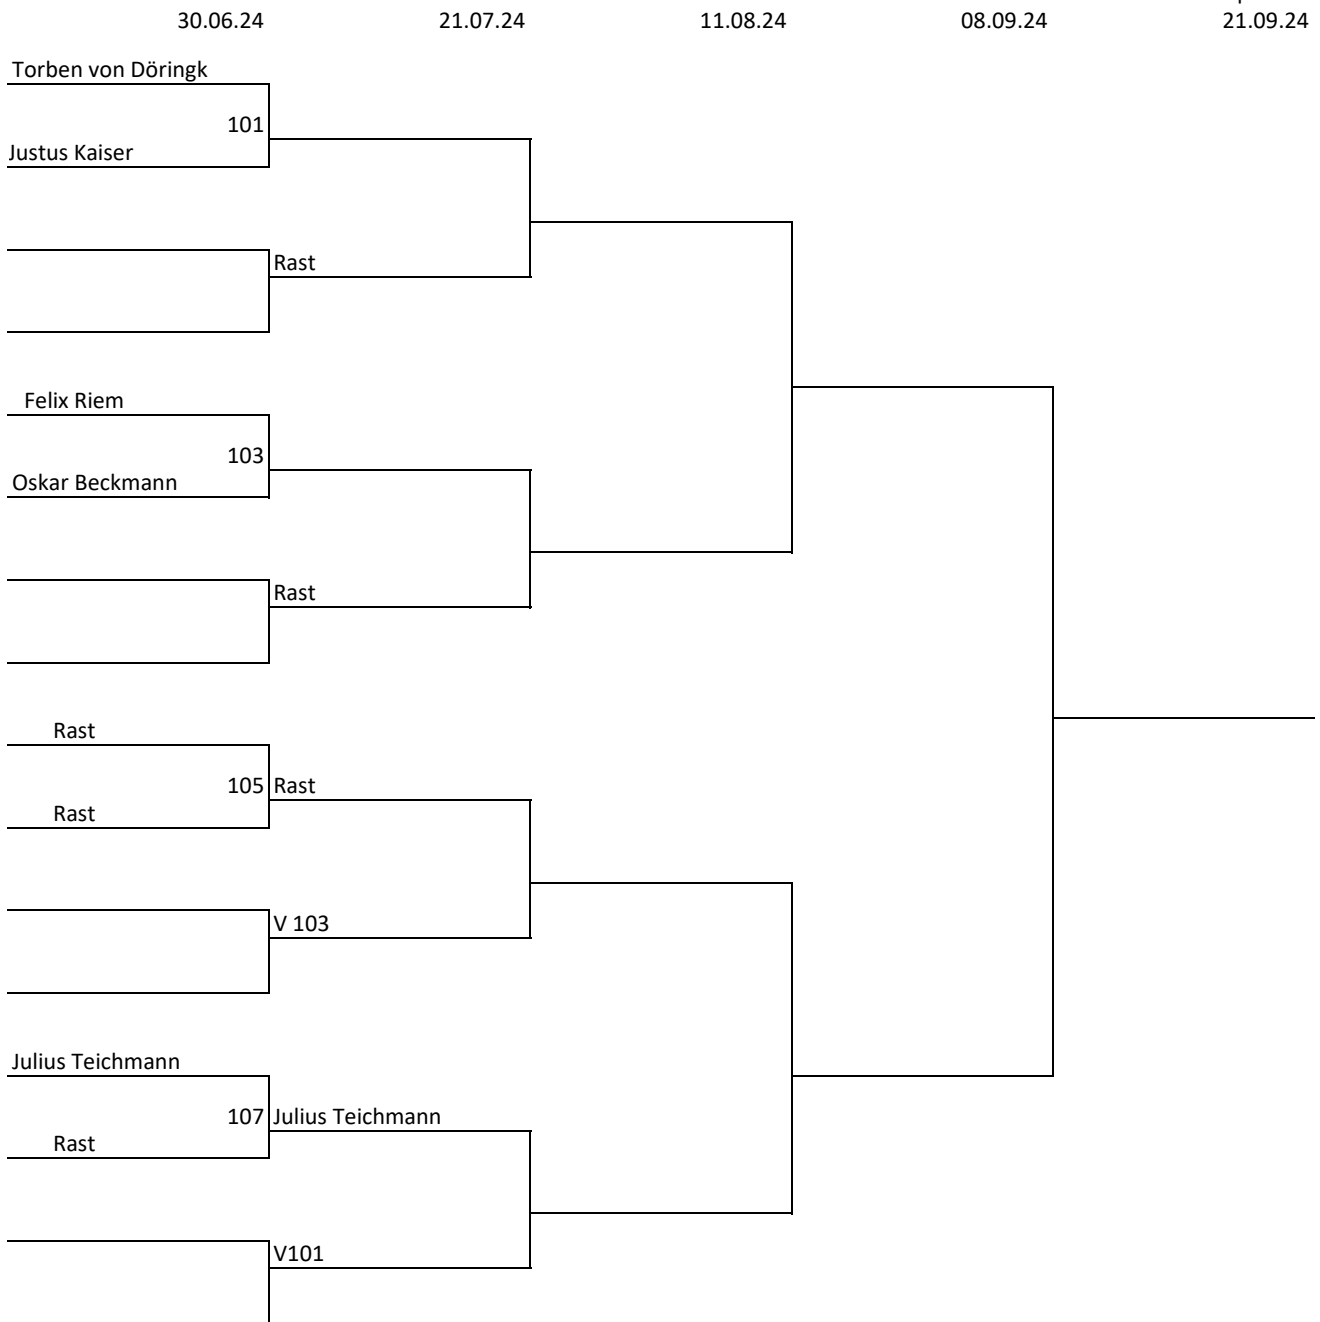 30.06.24 21.07.24 11.08.24 08.09.24 21.09.24
Torben von Döringk
101
Justus Kaiser
Rast
Felix Riem
103
Oskar Beckmann
Rast
Rast
105 Rast
Rast
V 103
Julius Teichmann
107 Julius Teichmann
Rast
V101